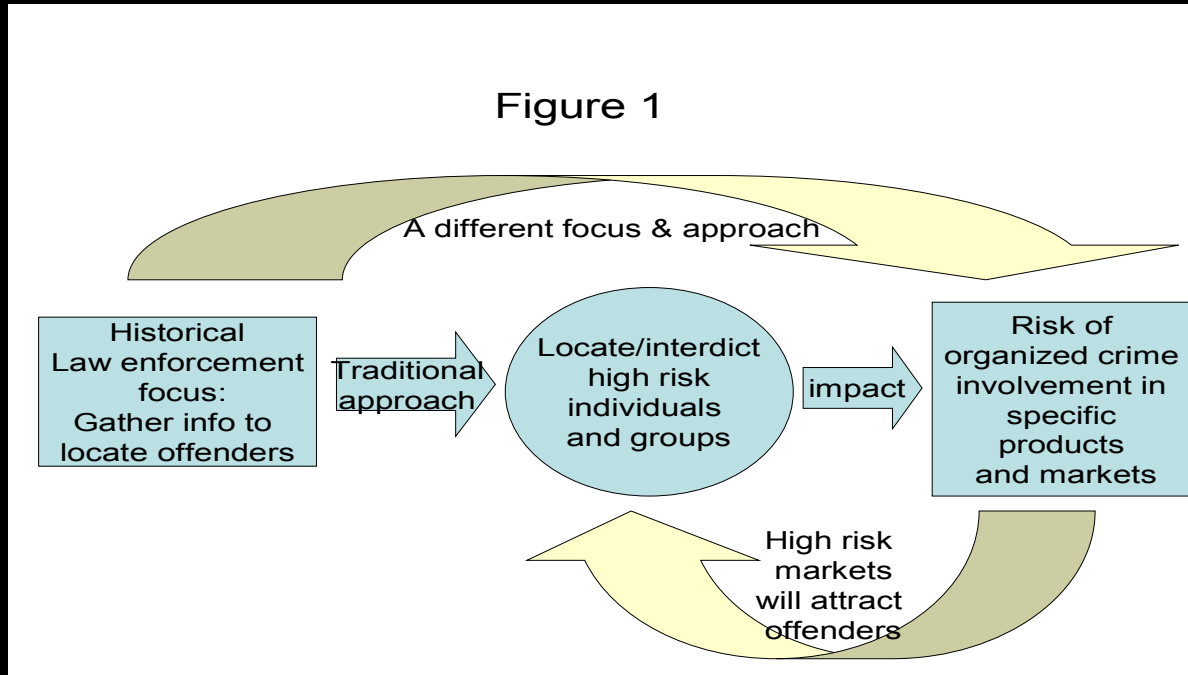 Figure 1
A different focus & approach
Historical
Law enforcement
focus:
Gather info to
locate offenders
Traditional
approach
Locate/interdict
high risk
individuals
and groups
impact
Risk of
organized crime
involvement in
specific
products
and markets
High risk
markets
will attract
offenders